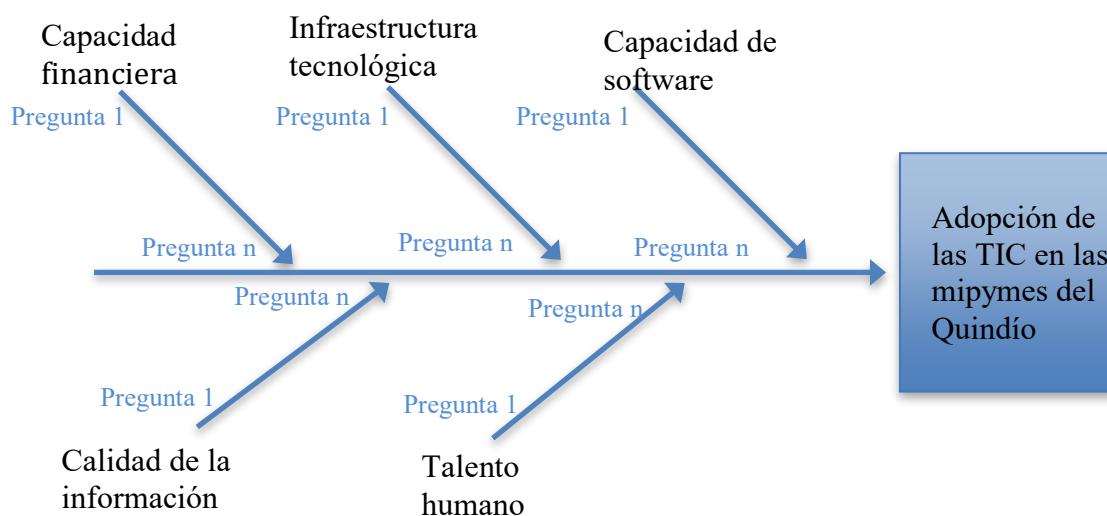 Capacidad
financiera
Infraestructura
tecnológica
Capacidad de
software
Pregunta 1
Pregunta 1
Pregunta 1
Pregunta n
Pregunta n
Pregunta n
Adopción de
las TIC en las
mipymes del
Quindío
Pregunta n
Pregunta n
Pregunta 1
Pregunta 1
Calidad de la
información
Talento
humano